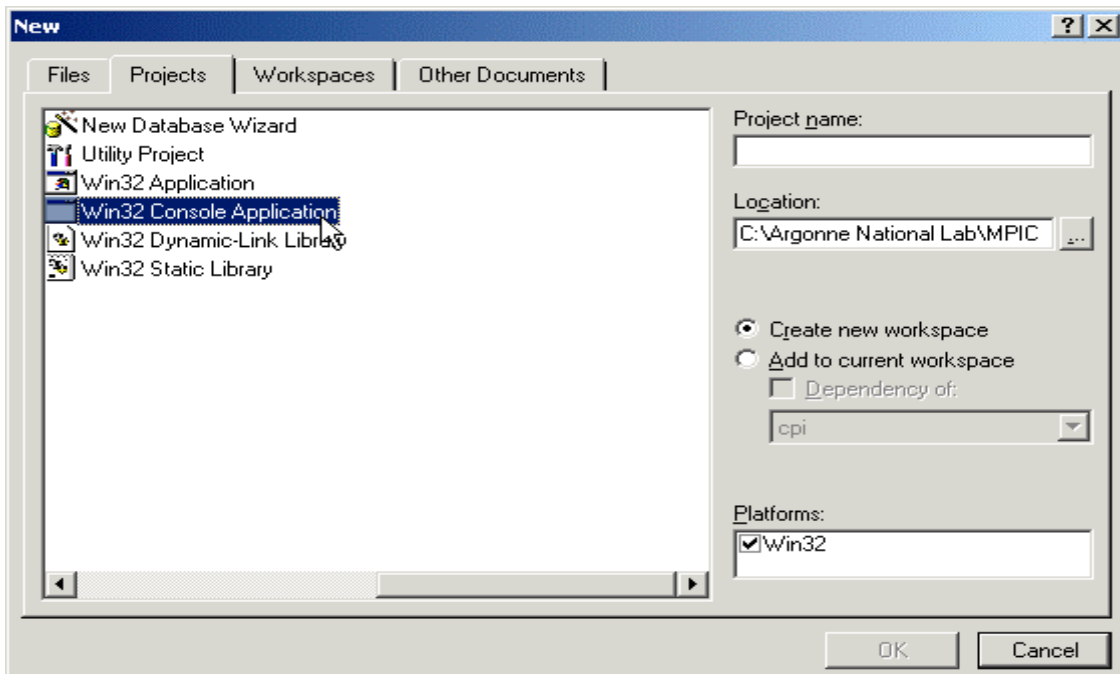 New
Files Projects Workspaces Other Documents
New Database Wizard
Utility Project
Win32 Application
Win32 Console Application
Win32 Dynamic-Link Library
Win32 Static Library
Project name:
Location:
C:\Argonne National Lab\MPIC
...
Create new workspace
Add to current workspace
Dependency of:
cpi
Platforms:
Win32
OK Cancel